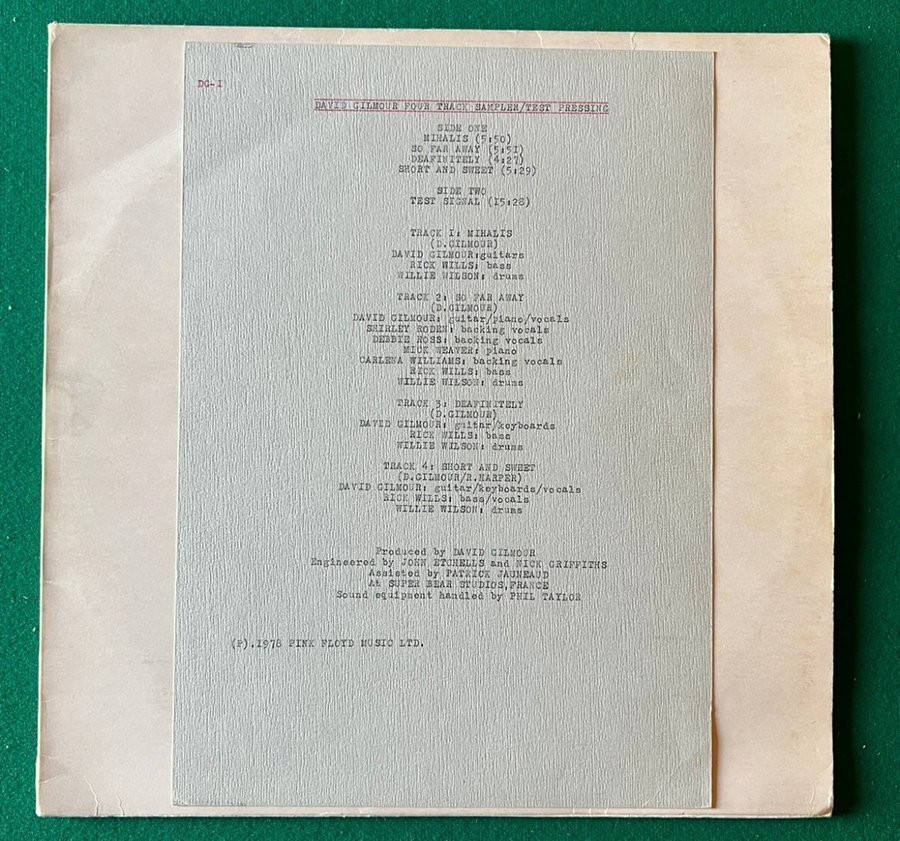 DG-I
DAVID GILMOUR FOUR TRACK SAMPLER/TEST PRESSING
SIDE ONE
MIHALIS (5:50)
SO FAR AWAY (5:5I)
DEAFINITELY (4:27)
SHORT AND SWEET (5:29)
SIDE TWO
TEST SIGNAL (I5:28)
TRACK I: MIHALIS
(D.GILMOUR)
DAVID GILMOUR:guitars
RICK WILLS: bass
WILLIE WILSON: drums
TRACK 2: SO FAR AWAY
(D.GILMOUR)
DAVID GILMOUR: guitar/piano/vocals
SHIRLEY RODEN: backing vocals
DEBBIE ROSS: backing vocals
MICK WEAVER: piano
CARLENA WILLIAMS: backing vocals
RICK WILLS: bass
WILLIE WILSON: drums
TRACK 3: DEAFINITELY
(D.GILMOUR)
DAVID GILMOUR: guitar/keyboards
RICK WILLS: bass
WILLIE WILSON: drums
TRACK 4: SHORT AND SWEET
(D.GILMOUR/R.HARPER)
DAVID GILMOUR: guitar/keyboards/vocals
RICK WILLS: bass/vocals
WILLIE WILSON: drums
Produced by DAVID GILMOUR
Engineered by JOHN ETCHELLS and NICK GRIFFITHS
Assisted by PATRICK JAUNEAUD
At SUPER BEAR STUDIOS,FRANCE
Sound equipment handled by PHIL TAYLOR
(P).I978 PINK FLOYD MUSIC LTD.